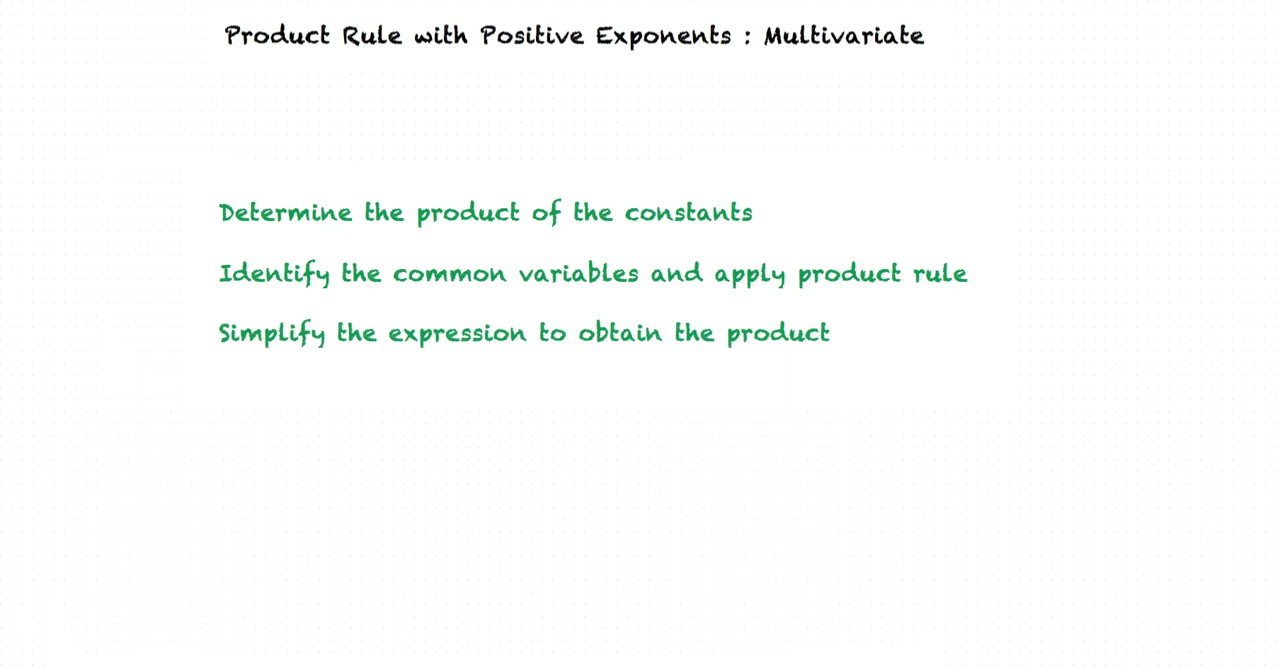 Product Rule with Positive Exponents : Multivariate
Determine the product of the constants
Identify the common variables and apply product rule
Simplify the expression to obtain the product